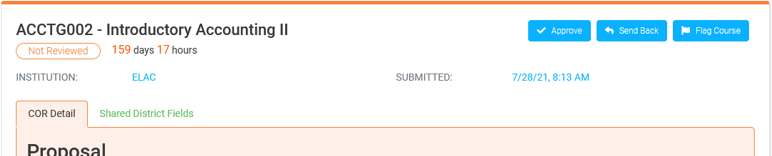 ACCTG002 - Introductory Accounting II
Approve
Send Back
Flag Course
Not Reviewed 159 days 17 hours
INSTITUTION: ELAC SUBMITTED: 7/28/21, 8:13 AM
COR Detail Shared District Fields
Proposal